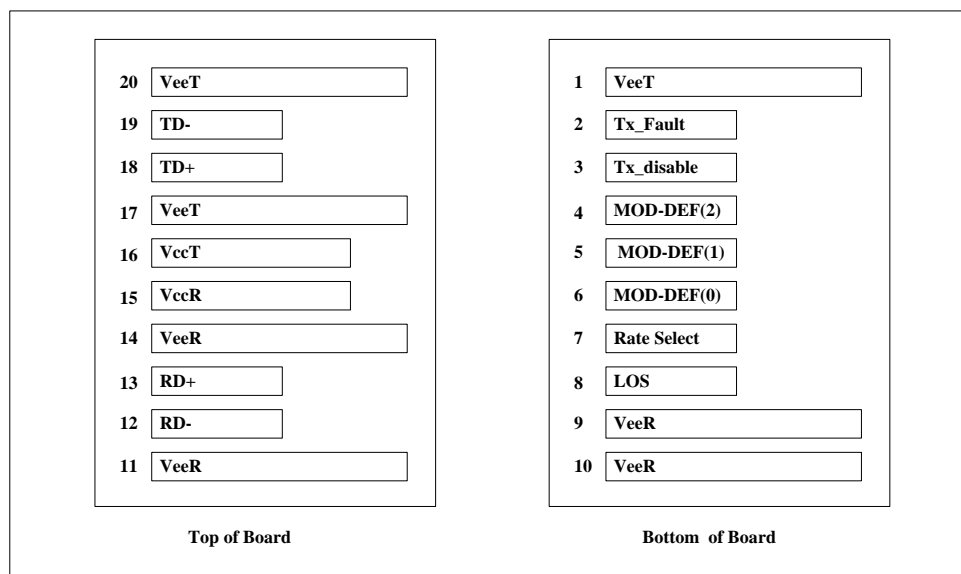 20 VeeT
19 TD-
18 TD+
17 VeeT
16 VccT
15 VccR
14 VeeR
13 RD+
12 RD-
11 VeeR
Top of Board
1 VeeT
2 Tx_Fault
3 Tx_disable
4 MOD-DEF(2)
5 MOD-DEF(1)
6 MOD-DEF(0)
7 Rate Select
8 LOS
9 VeeR
10 VeeR
Bottom of Board